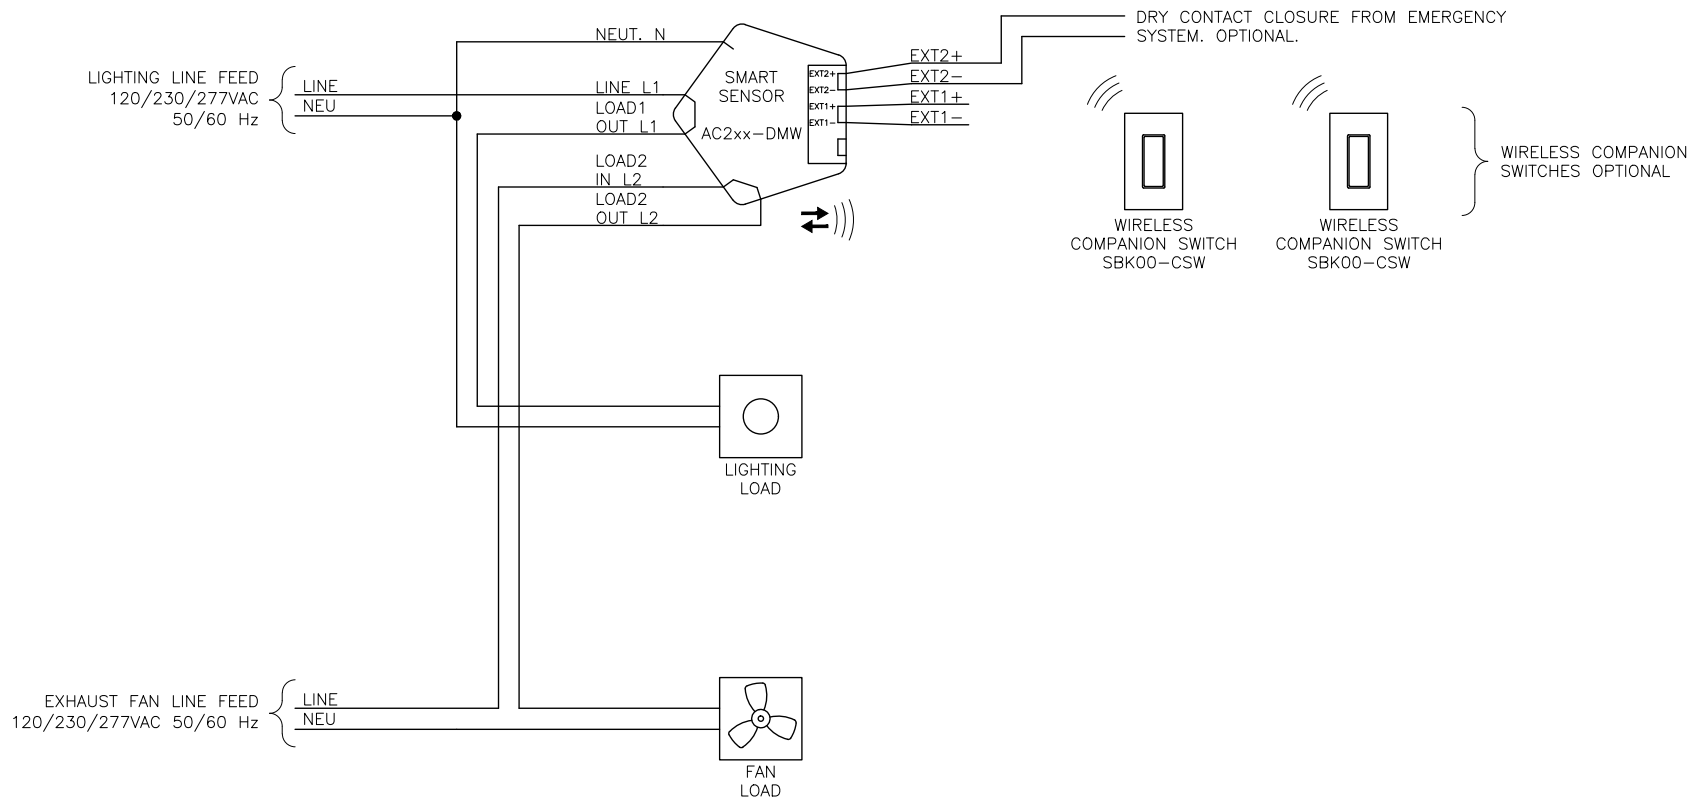 DRY CONTACT CLOSURE FROM EMERGENCY
SYSTEM. OPTIONAL.
NEUT. N
LIGHTING LINE FEED
120/230/277VAC
50/60 Hz
LINE
NEU
LINE L1
LOAD1
OUT L1
LOAD2
IN L2
LOAD2
OUT L2
SMART
SENSOR
AC2xx-DMW
EXT2+
EXT2-
EXT1+
EXT1-
EXT2+
EXT2-
EXT1+
EXT1-
WIRELESS
COMPANION SWITCH
SBK00-CSW
WIRELESS
COMPANION SWITCH
SBK00-CSW
WIRELESS COMPANION
SWITCHES OPTIONAL
LIGHTING
LOAD
EXHAUST FAN LINE FEED
120/230/277VAC 50/60 Hz
LINE
NEU
FAN
LOAD